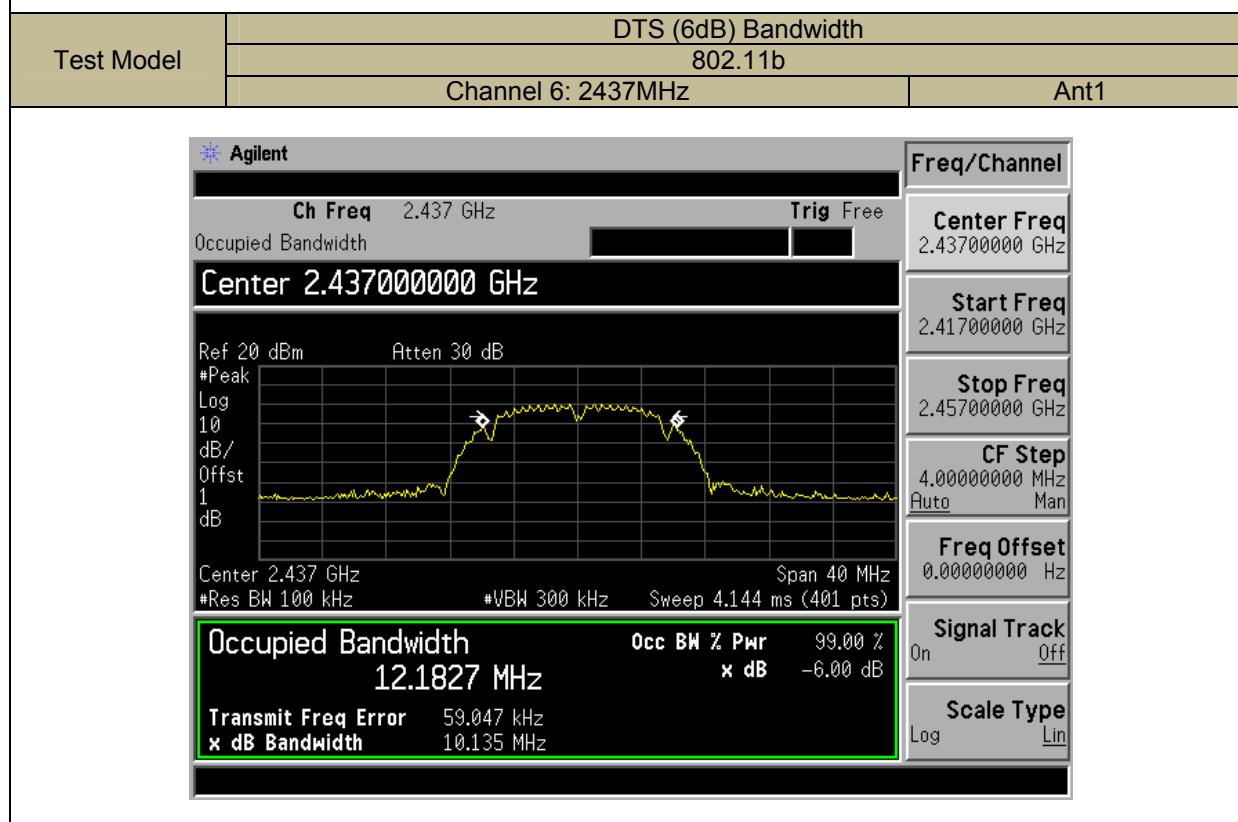 DTS (6dB) Bandwidth
Test Model
802.11b
Channel 6: 2437MHz Ant1
Agilent
Freq/Channel
Ch Freq 2.437 GHz Trig Free
Occupied Bandwidth
Center Freq
2.43700000 GHz
Center 2.437000000 GHz
Start Freq
2.41700000 GHz
Ref 20 dBm Atten 30 dB
#Peak
Log
10
dB/
Offst
1
dB
Stop Freq
2.45700000 GHz
CF Step
4.00000000 MHz
Auto Man
Freq Offset
0.00000000 Hz
Center 2.437 GHz Span 40 MHz
#Res BW 100 kHz #VBW 300 kHz Sweep 4.144 ms (401 pts)
Occupied Bandwidth Occ BW % Pwr 99.00 %
12.1827 MHz x dB -6.00 dB
Transmit Freq Error 59.047 kHz
x dB Bandwidth 10.135 MHz
Signal Track
On Off
Scale Type
Log Lin